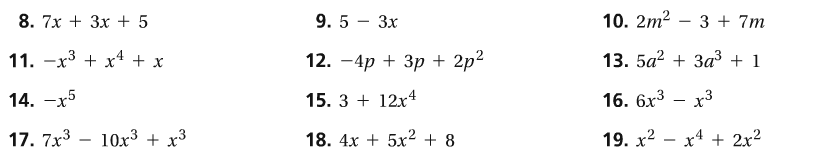 8. 7x + 3x + 5 9. 5 − 3x 10. 2m² − 3 + 7m
11. −x³ + x⁴ + x 12. −4p + 3p + 2p² 13. 5a² + 3a³ + 1
14. −x⁵ 15. 3 + 12x⁴ 16. 6x³ − x³
17. 7x³ − 10x³ + x³ 18. 4x + 5x² + 8 19. x² − x⁴ + 2x²